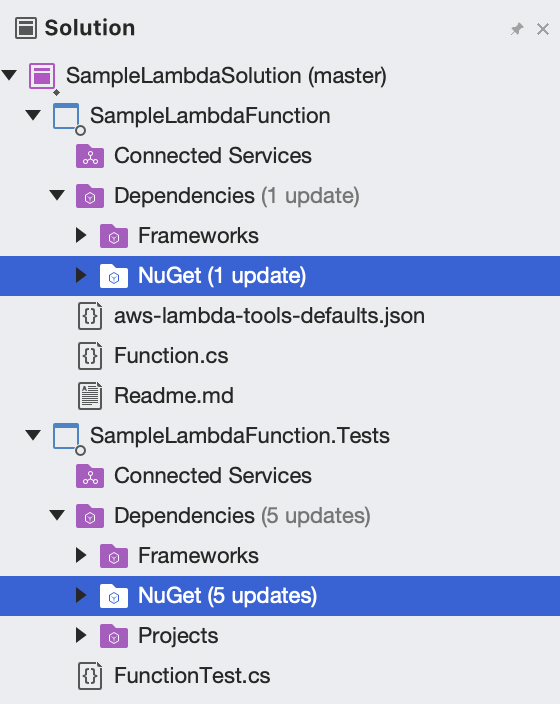 Solution
SampleLambdaSolution (master)
SampleLambdaFunction
Connected Services
Dependencies (1 update)
Frameworks
NuGet (1 update)
aws-lambda-tools-defaults.json
Function.cs
Readme.md
SampleLambdaFunction.Tests
Connected Services
Dependencies (5 updates)
Frameworks
NuGet (5 updates)
Projects
FunctionTest.cs